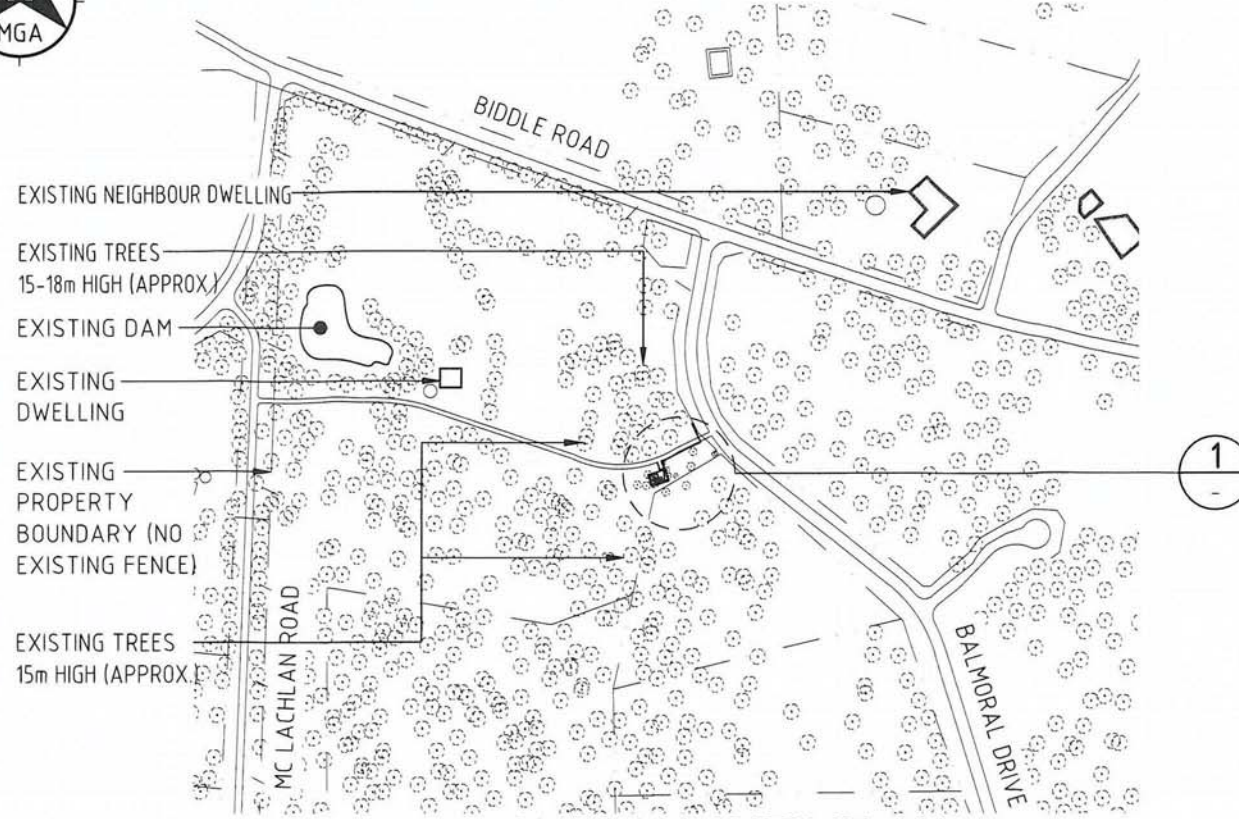 MGA
BIDDLE ROAD
EXISTING NEIGHBOUR DWELLING
EXISTING TREES
15-18m HIGH (APPROX.)
EXISTING DAM
EXISTING
DWELLING
EXISTING
PROPERTY
BOUNDARY (NO
EXISTING FENCE)
EXISTING TREES
15m HIGH (APPROX.)
MC LACHLAN ROAD
1
-
BALMORAL DRIVE